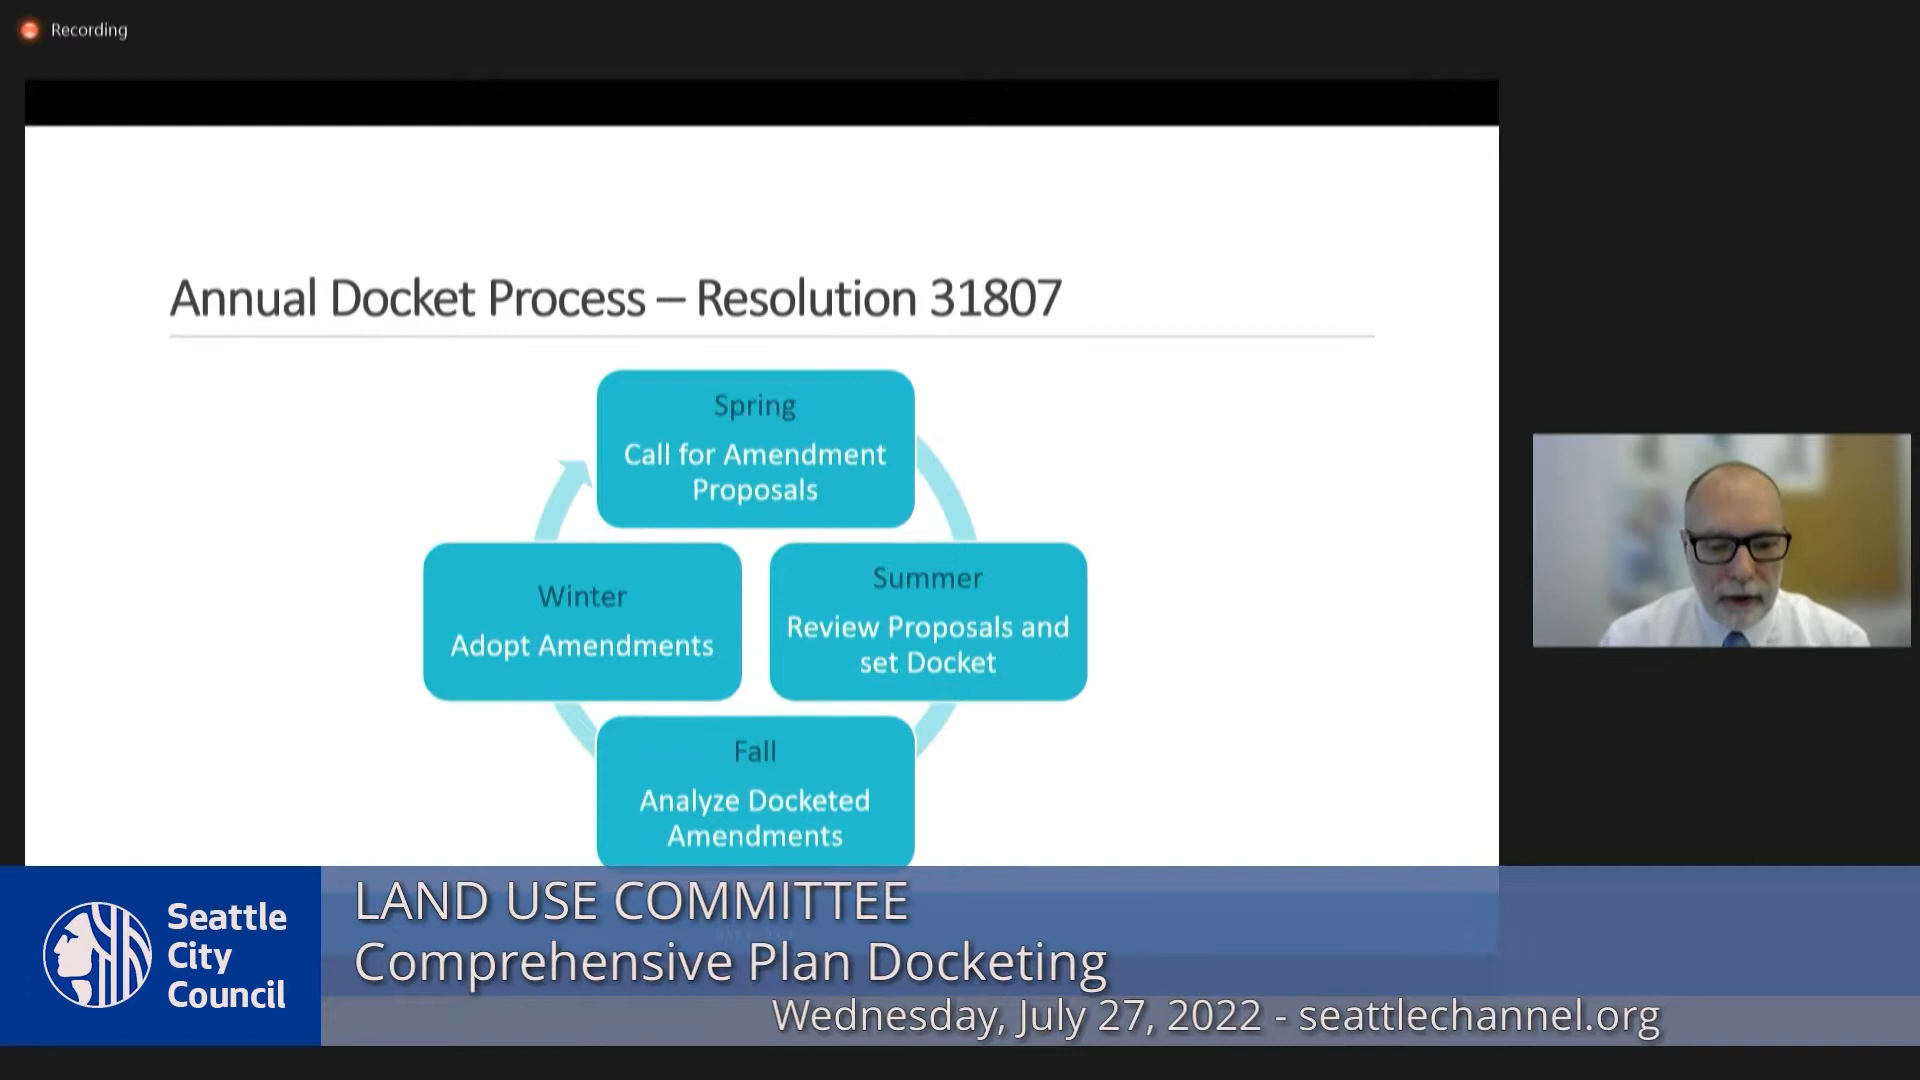 Recording
Annual Docket Process – Resolution 31807
Spring
Call for Amendment
Proposals
Winter
Adopt Amendments
Summer
Review Proposals and
set Docket
Fall
Analyze Docketed
Amendments
Seattle
City
Council
LAND USE COMMITTEE
Comprehensive Plan Docketing
Wednesday, July 27, 2022 - seattlechannel.org